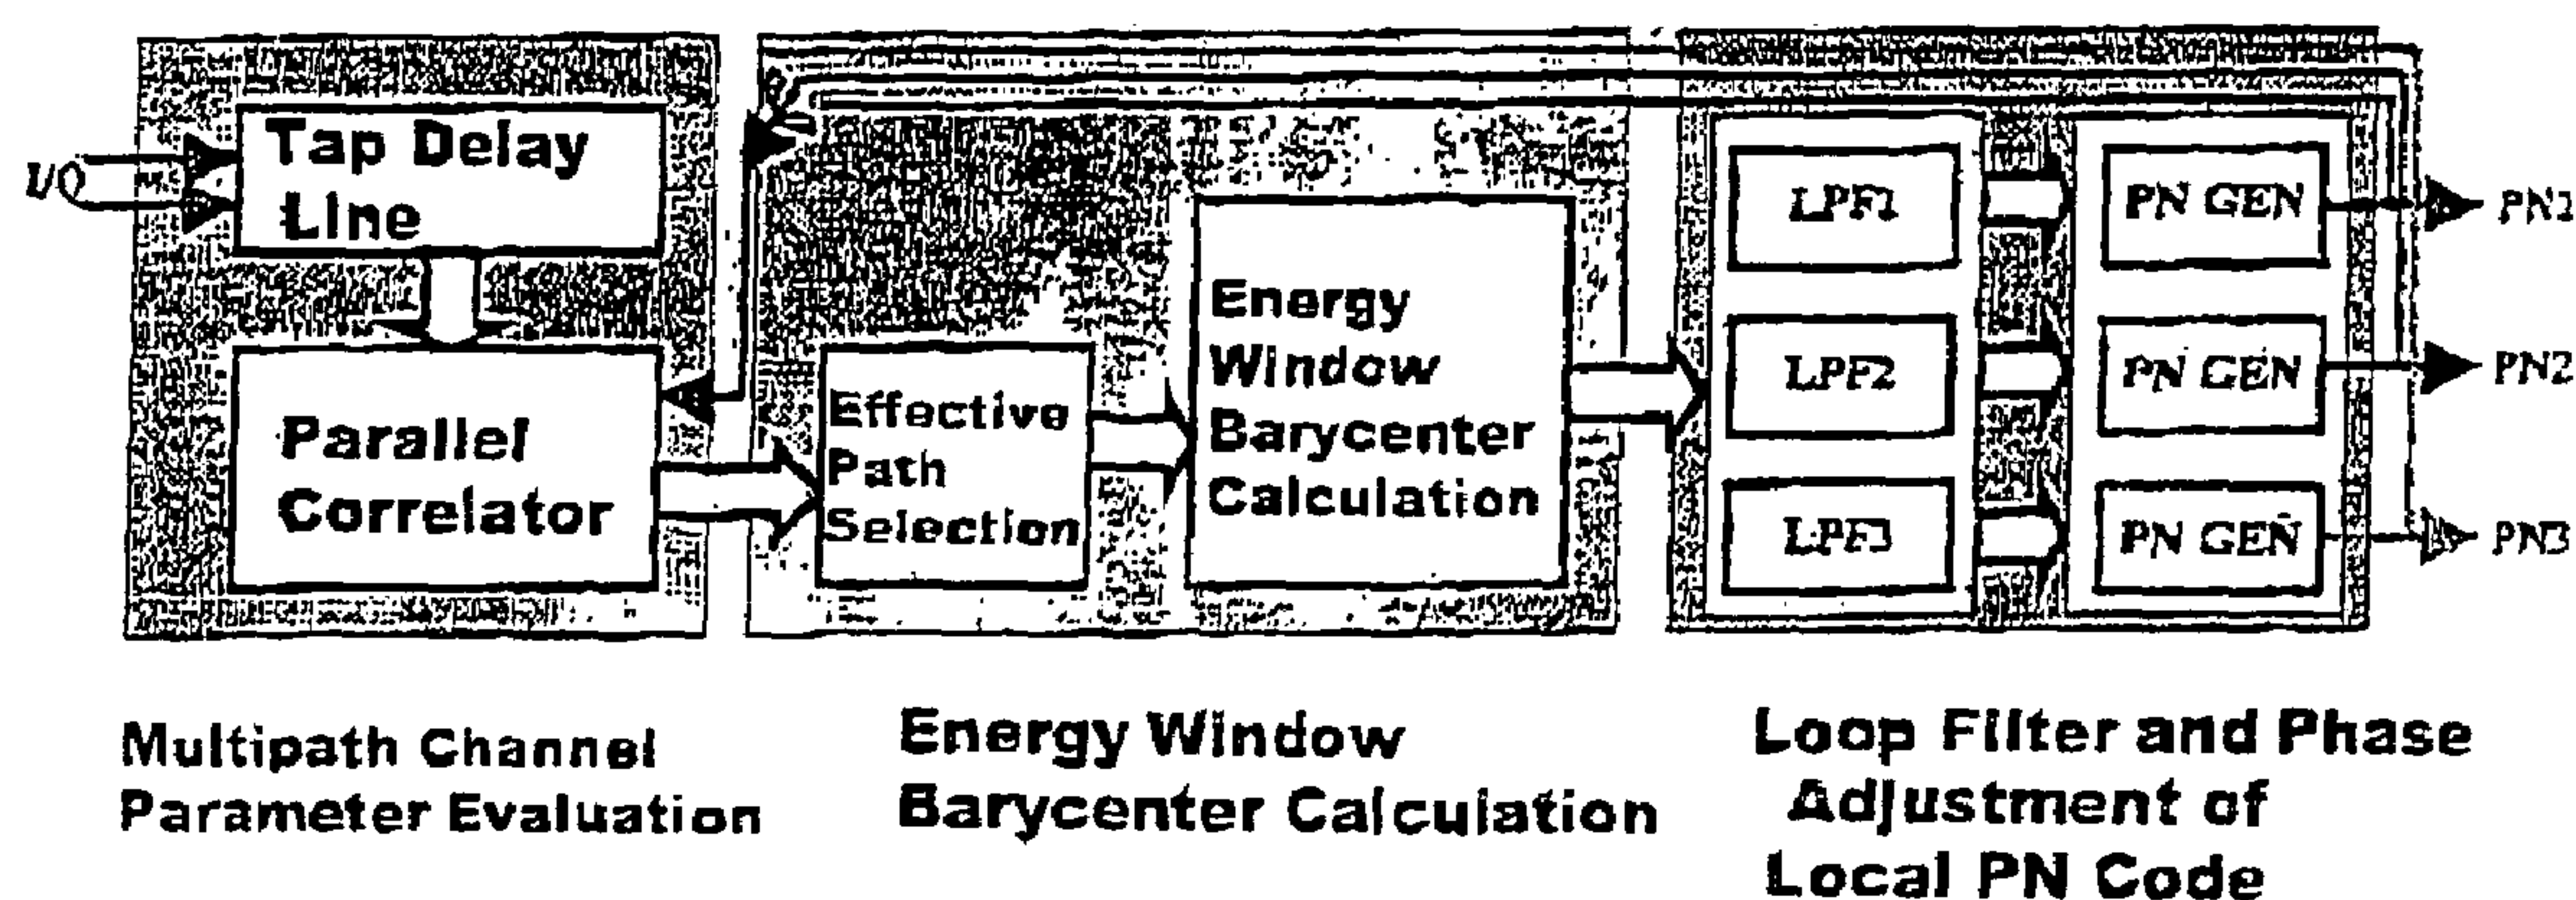 I/Q
Tap Delay
Line
Parallel
Correlator
Effective
Path
Selection
Energy
Window
Barycenter
Calculation
LPF1
LPF2
LPF3
PN GEN
PN GEN
PN GEN
PN1
PN2
PN3
Multipath Channel
Parameter Evaluation
Energy Window
Barycenter Calculation
Loop Filter and Phase
Adjustment of
Local PN Code